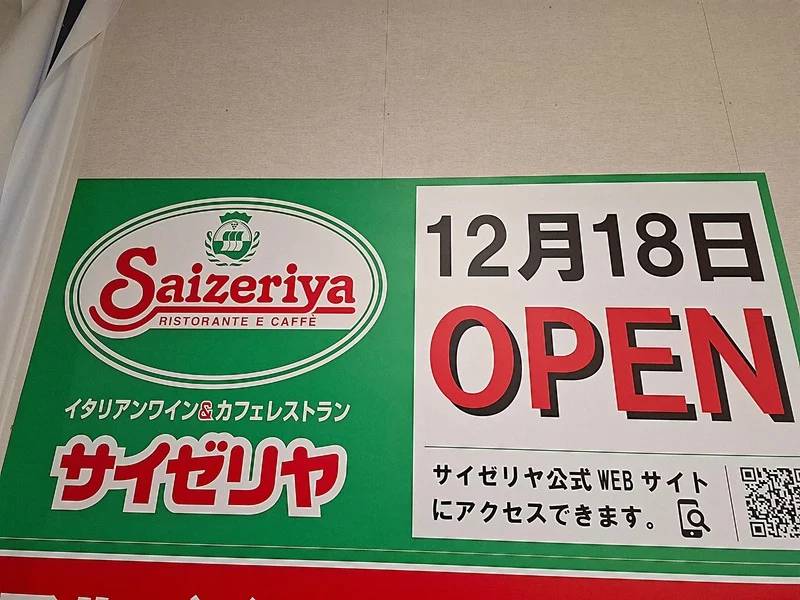 Saizeriya
RISTORANTE E CAFFÈ
イタリアンワイン&カフェレストラン
サイゼリヤ
12月18日
OPEN
サイゼリヤ公式WEBサイト
にアクセスできます。